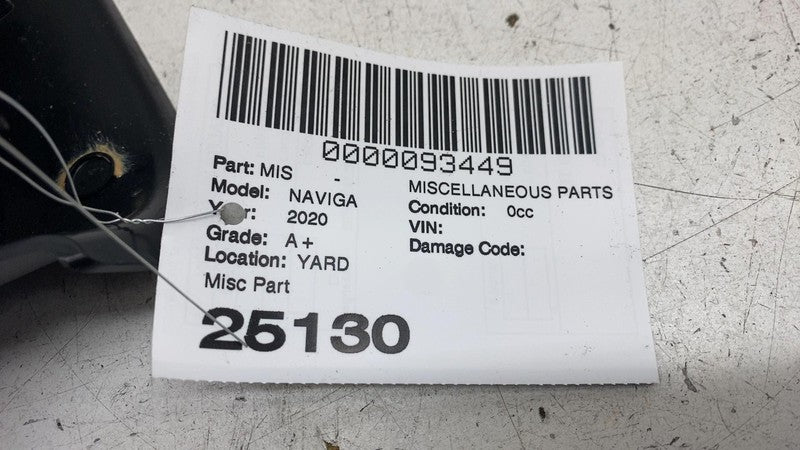 0000093449
Part: MIS - MISCELLANEOUS PARTS
Model: NAVIGA Condition: 0cc
Year: 2020 VIN:
Grade: A+ Damage Code:
Location: YARD
Misc Part
25130